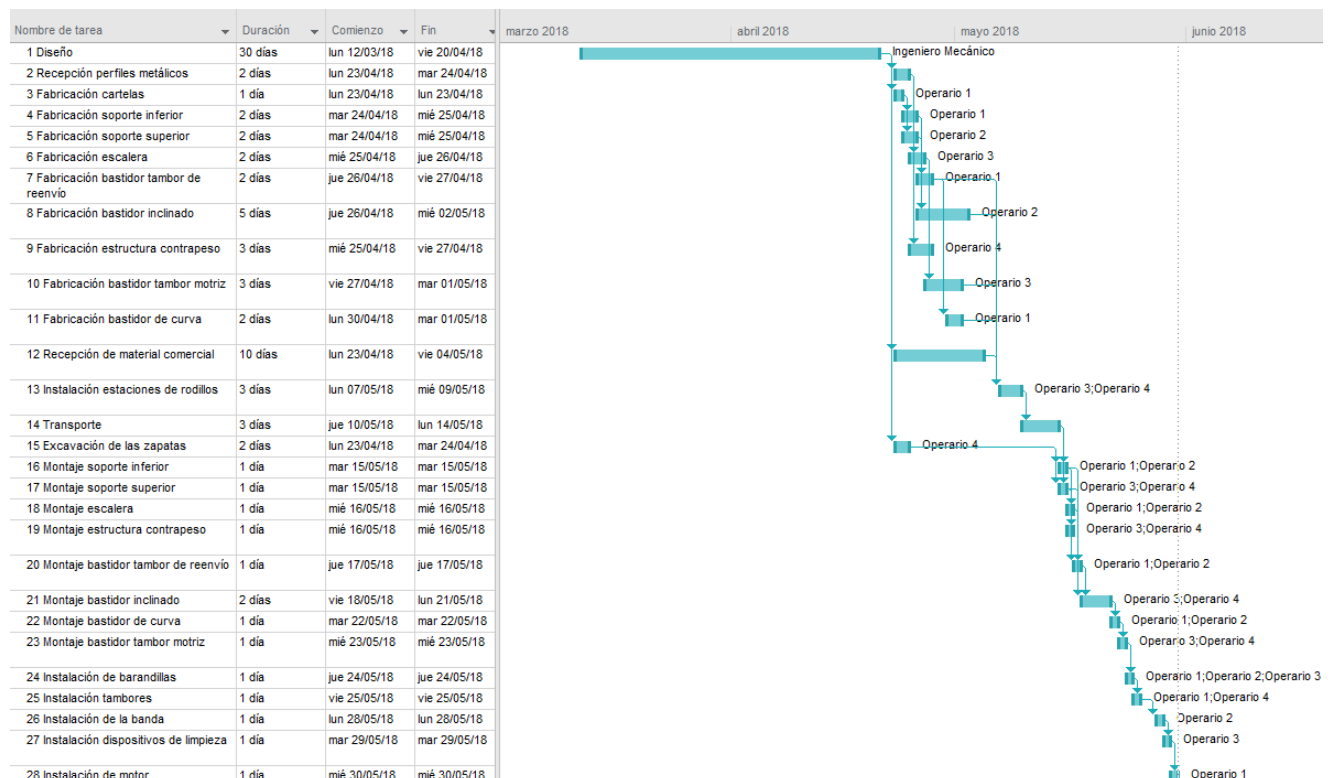 Nombre de tarea Duración Comienzo Fin marzo 2018 abril 2018 mayo 2018 junio 2018
1 Diseño 30 días lun 12/03/18 vie 20/04/18 Ingeniero Mecánico
2 Recepción perfiles metálicos 2 días lun 23/04/18 mar 24/04/18
3 Fabricación cartelas 1 día lun 23/04/18 lun 23/04/18 Operario 1
4 Fabricación soporte inferior 2 días mar 24/04/18 mié 25/04/18 Operario 1
5 Fabricación soporte superior 2 días mar 24/04/18 mié 25/04/18 Operario 2
6 Fabricación escalera 2 días mié 25/04/18 jue 26/04/18 Operario 3
7 Fabricación bastidor tambor de 2 días jue 26/04/18 vie 27/04/18 Operario 1
reenvío
8 Fabricación bastidor inclinado 5 días jue 26/04/18 mié 02/05/18 Operario 2
9 Fabricación estructura contrapeso 3 días mié 25/04/18 vie 27/04/18 Operario 4
10 Fabricación bastidor tambor motriz 3 días vie 27/04/18 mar 01/05/18 Operario 3
11 Fabricación bastidor de curva 2 días lun 30/04/18 mar 01/05/18 Operario 1
12 Recepción de material comercial 10 días lun 23/04/18 vie 04/05/18
13 Instalación estaciones de rodillos 3 días lun 07/05/18 mié 09/05/18 Operario 3;Operario 4
14 Transporte 3 días jue 10/05/18 lun 14/05/18
15 Excavación de las zapatas 2 días lun 23/04/18 mar 24/04/18 Operario 4
16 Montaje soporte inferior 1 día mar 15/05/18 mar 15/05/18 Operario 1;Operario 2
17 Montaje soporte superior 1 día mar 15/05/18 mar 15/05/18 Operario 3;Operario 4
18 Montaje escalera 1 día mié 16/05/18 mié 16/05/18 Operario 1;Operario 2
19 Montaje estructura contrapeso 1 día mié 16/05/18 mié 16/05/18 Operario 3;Operario 4
20 Montaje bastidor tambor de reenvío 1 día jue 17/05/18 jue 17/05/18 Operario 1;Operario 2
21 Montaje bastidor inclinado 2 días vie 18/05/18 lun 21/05/18 Operario 3;Operario 4
22 Montaje bastidor de curva 1 día mar 22/05/18 mar 22/05/18 Operario 1;Operario 2
23 Montaje bastidor tambor motriz 1 día mié 23/05/18 mié 23/05/18 Operario 3;Operario 4
24 Instalación de barandillas 1 día jue 24/05/18 jue 24/05/18 Operario 1;Operario 2;Operario 3
25 Instalación tambores 1 día vie 25/05/18 vie 25/05/18 Operario 1;Operario 4
26 Instalación de la banda 1 día lun 28/05/18 lun 28/05/18 Operario 2
27 Instalación dispositivos de limpieza 1 día mar 29/05/18 mar 29/05/18 Operario 3
28 Instalación de motor 1 día mié 30/05/18 mié 30/05/18 Operario 1